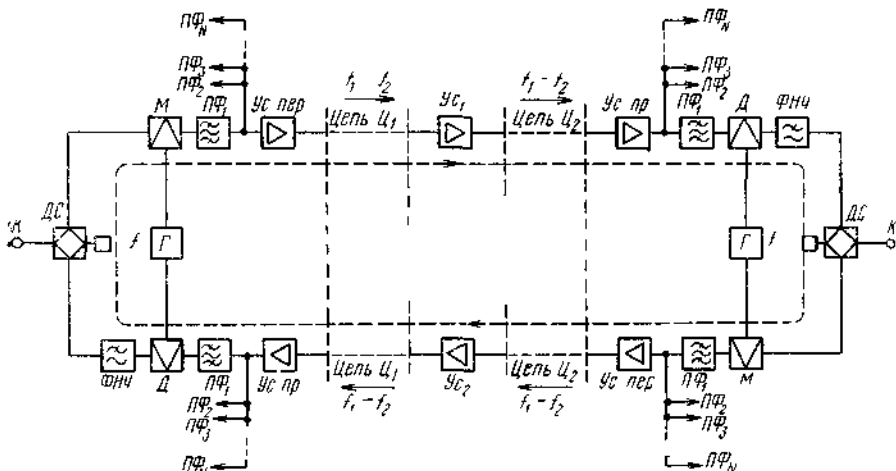 ПФN
ПФN
ПФ3
ПФ2
f1 f2
Ус1
f1 - f2
ПФ3
ПФ2
М
ПФ1
Ус пер
Цепь Ц1
Цепь Ц2
Ус пр
ПФ1
Д
ФНЧ
ДС
К
f
Г
Г
f
ДС
К
ФНЧ
Д
ПФ1
Ус пр
Цепь Ц1
Ус2
Цепь Ц2
Ус пер
ПФ1
М
f1 - f2
f1 - f2
ПФ2
ПФ3
ПФ2
ПФ3
ПФ
ПФN